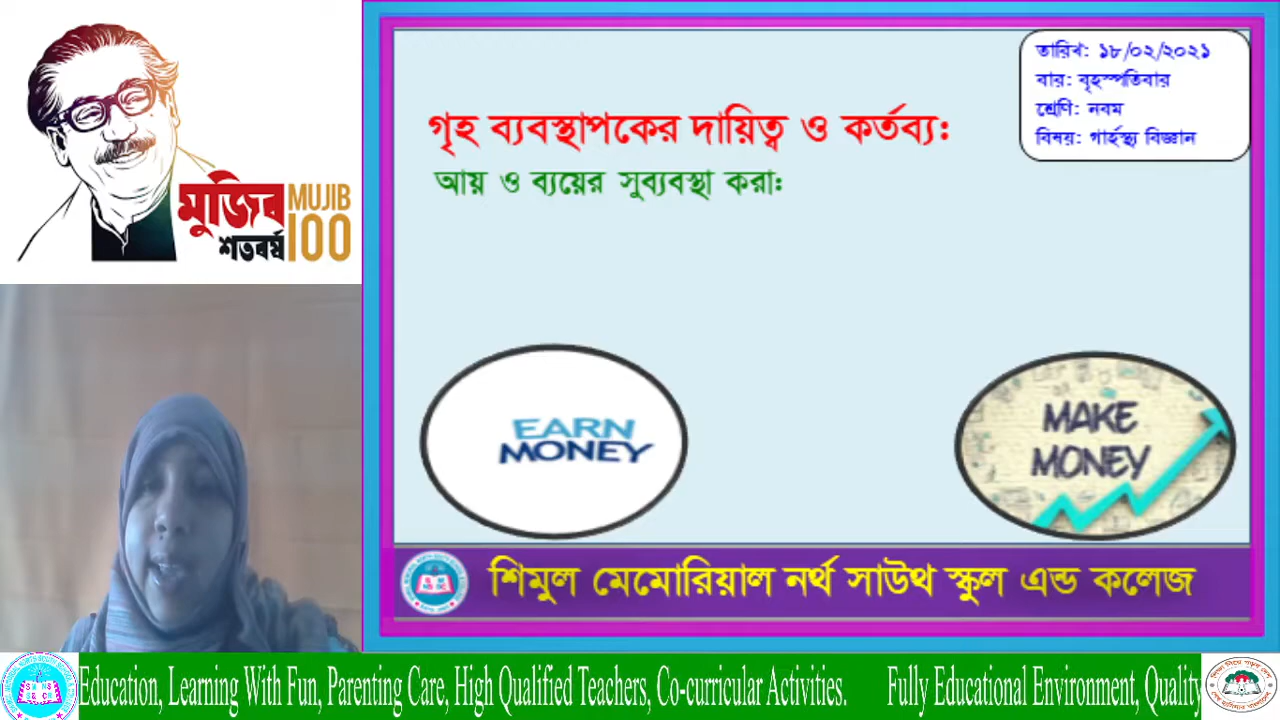 মুজিব
শতবর্ষ
MUJIB
100
তারিখ: ১৮/০২/২০২১
বার: বৃহস্পতিবার
শ্রেণি: নবম
বিষয়: গার্হস্থ্য বিজ্ঞান
গৃহ ব্যবস্থাপকের দায়িত্ব ও কর্তব্য:
আয় ও ব্যয়ের সুব্যবস্থা করা:
EARN
MONEY
MAKE
MONEY
শিমুল মেমোরিয়াল নর্থ সাউথ স্কুল এন্ড কলেজ
Education, Learning With Fun, Parenting Care, High Qualified Teachers, Co-curricular Activities. Fully Educational Environment, Quality